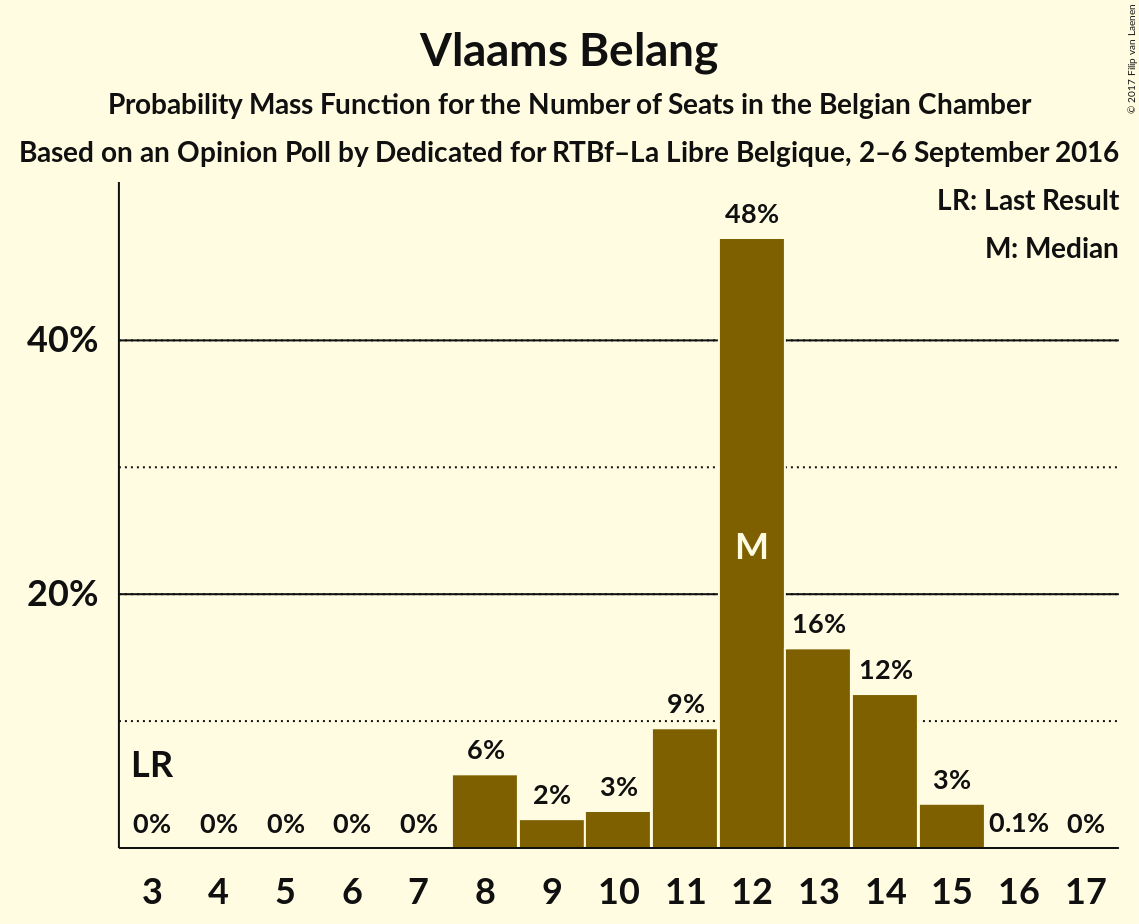 © 2017 Filip van Laenen
Vlaams Belang
Probability Mass Function for the Number of Seats in the Belgian Chamber
Based on an Opinion Poll by Dedicated for RTBf–La Libre Belgique, 2–6 September 2016
LR: Last Result
M: Median
48%
40%
M
20%
16%
12%
9%
LR
6%
2%
3%
3%
0% 0% 0% 0% 0% 0.1% 0%
3 4 5 6 7 8 9 10 11 12 13 14 15 16 17